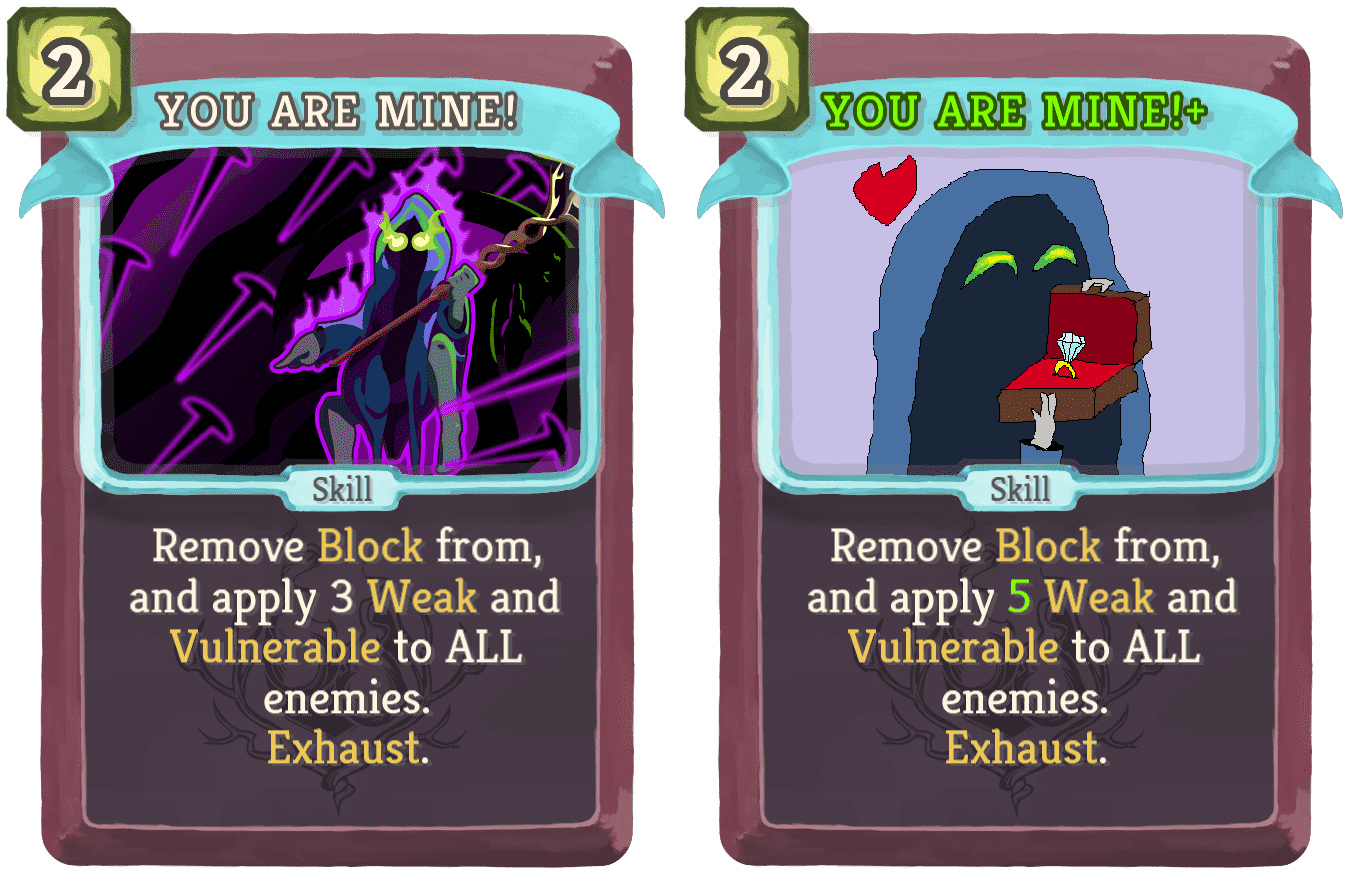 2
YOU ARE MINE!
Skill
Remove Block from,
and apply 3 Weak and
Vulnerable to ALL
enemies.
Exhaust.
2
YOU ARE MINE!+
Skill
Remove Block from,
and apply 5 Weak and
Vulnerable to ALL
enemies.
Exhaust.